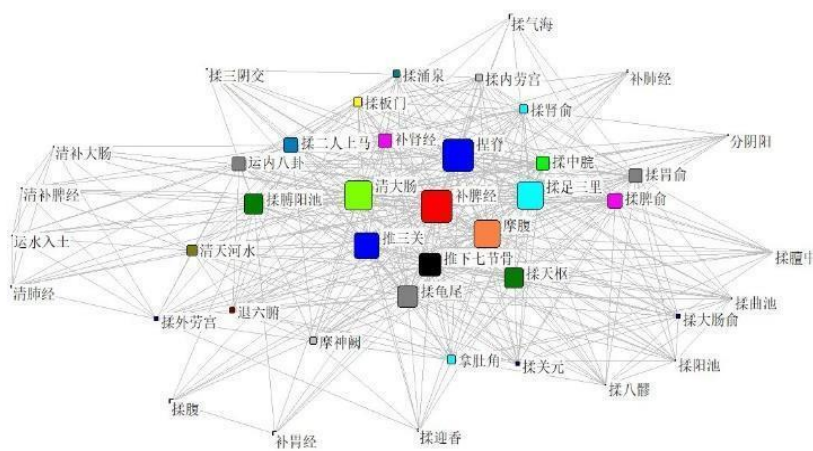 揉气海
揉三阴交
揉涌泉
揉内劳宫
补肺经
揉板门
揉肾俞
分阴阳
揉二人上马
补肾经
捏脊
清补大肠
运内八卦
揉中脘
揉胃俞
清补脾经
清大肠
补脾经
揉足三里
揉脾俞
揉膊阳池
运水入土
推三关
摩腹
清天河水
推下七节骨
揉膻中
揉天枢
清肺经
揉龟尾
揉曲池
揉外劳宫
退六腑
揉大肠俞
摩神阙
拿肚角
揉关元
揉阳池
揉八髎
揉腹
补胃经
揉迎香